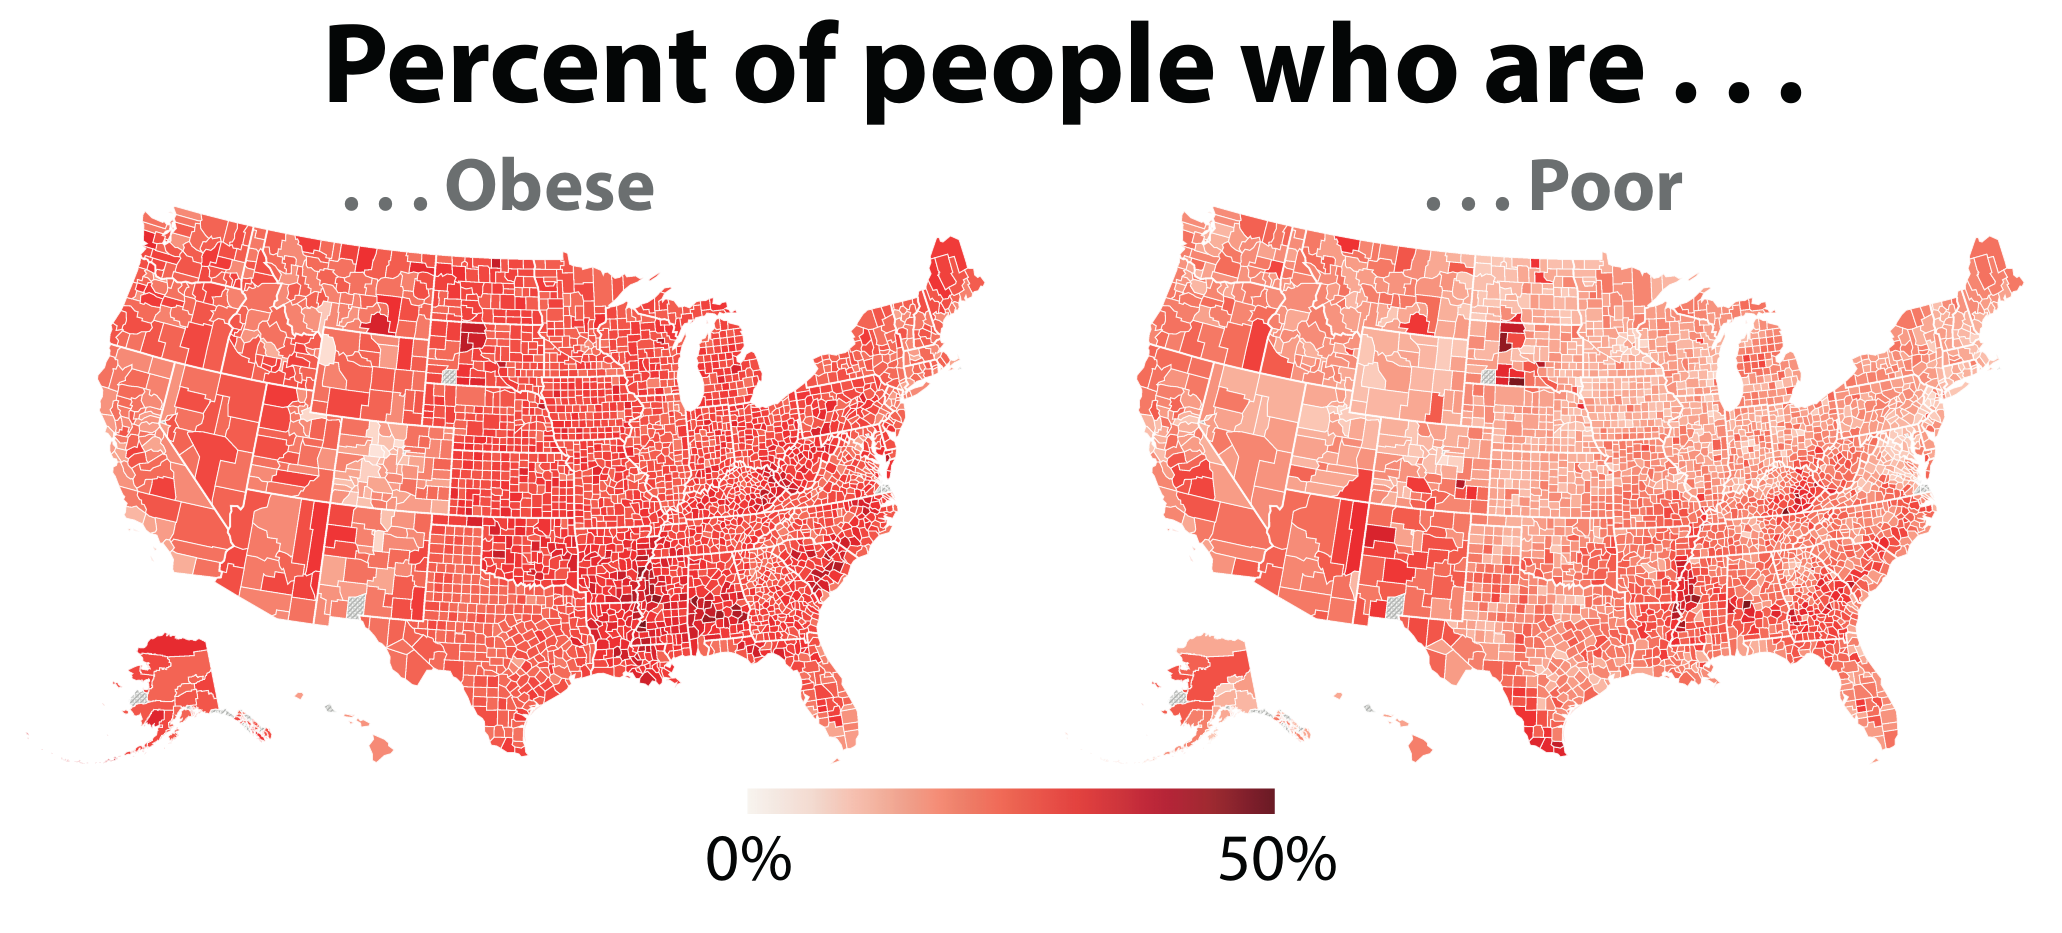 Percent of people who are . . .
. . . Obese
. . . Poor
0%
50%